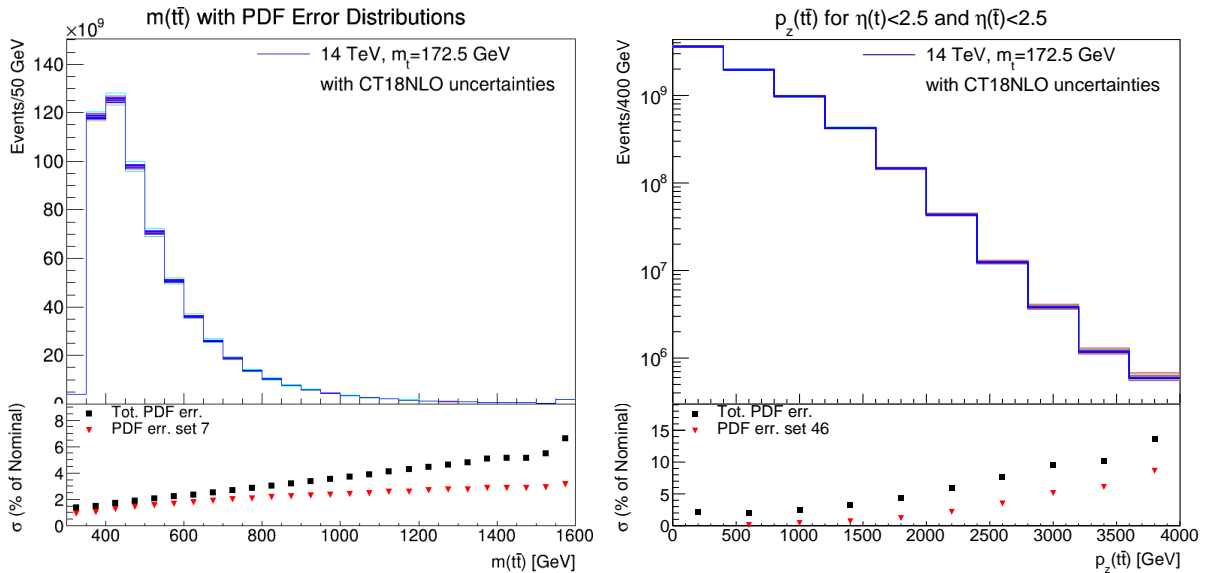 m(tt̄) with PDF Error Distributions
×10⁹
Events/50 GeV
140
120
100
80
60
40
20
0
14 TeV, mₜ=172.5 GeV
with CT18NLO uncertainties
σ (% of Nominal)
8
6
4
2
0
Tot. PDF err.
PDF err. set 7
400 600 800 1000 1200 1400 1600
m(tt̄) [GeV]
p_z(tt̄) for η(t)<2.5 and η(t̄)<2.5
Events/400 GeV
10⁹
10⁸
10⁷
10⁶
14 TeV, mₜ=172.5 GeV
with CT18NLO uncertainties
σ (% of Nominal)
15
10
5
0
Tot. PDF err.
PDF err. set 46
0 500 1000 1500 2000 2500 3000 3500 4000
p_z(tt̄) [GeV]